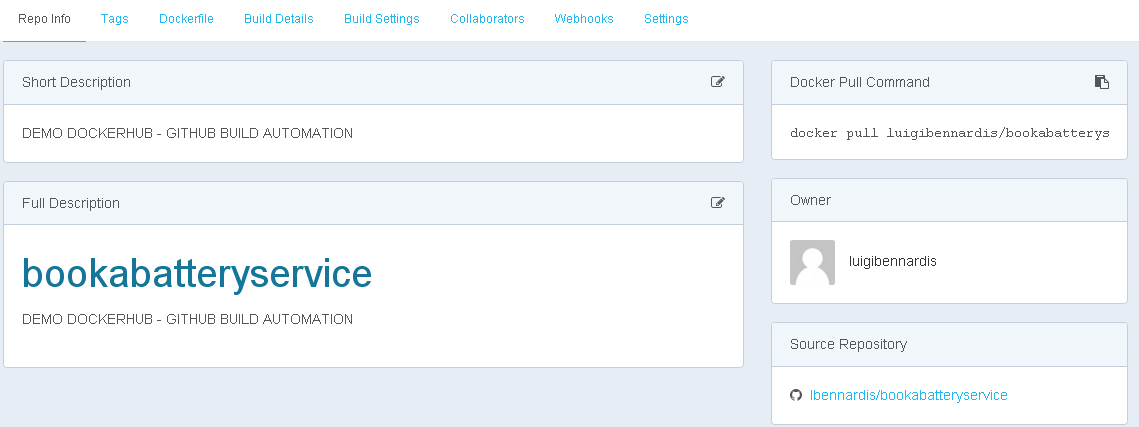 Repo Info Tags Dockerfile Build Details Build Settings Collaborators Webhooks Settings
Short Description
DEMO DOCKERHUB - GITHUB BUILD AUTOMATION
Full Description
bookabatteryservice
DEMO DOCKERHUB - GITHUB BUILD AUTOMATION
Docker Pull Command
docker pull luigibennardis/bookabatterys
Owner
luigibennardis
Source Repository
lbennardis/bookabatteryservice